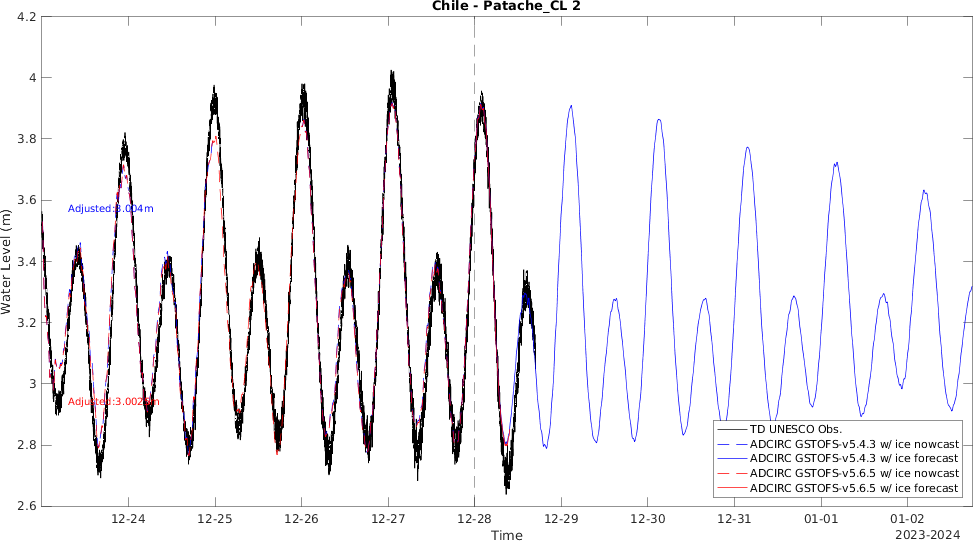 Chile - Patache_CL 2
4.2
4
3.8
3.6
3.4
3.2
3
2.8
2.6
Water Level (m)
Adjusted:3.004m
Adjusted:3.002m
TD UNESCO Obs.
ADCIRC GSTOFS-v5.4.3 w/ ice nowcast
ADCIRC GSTOFS-v5.4.3 w/ ice forecast
ADCIRC GSTOFS-v5.6.5 w/ ice nowcast
ADCIRC GSTOFS-v5.6.5 w/ ice forecast
12-24
12-25
12-26
12-27
12-28
12-29
12-30
12-31
01-01
01-02
Time
2023-2024